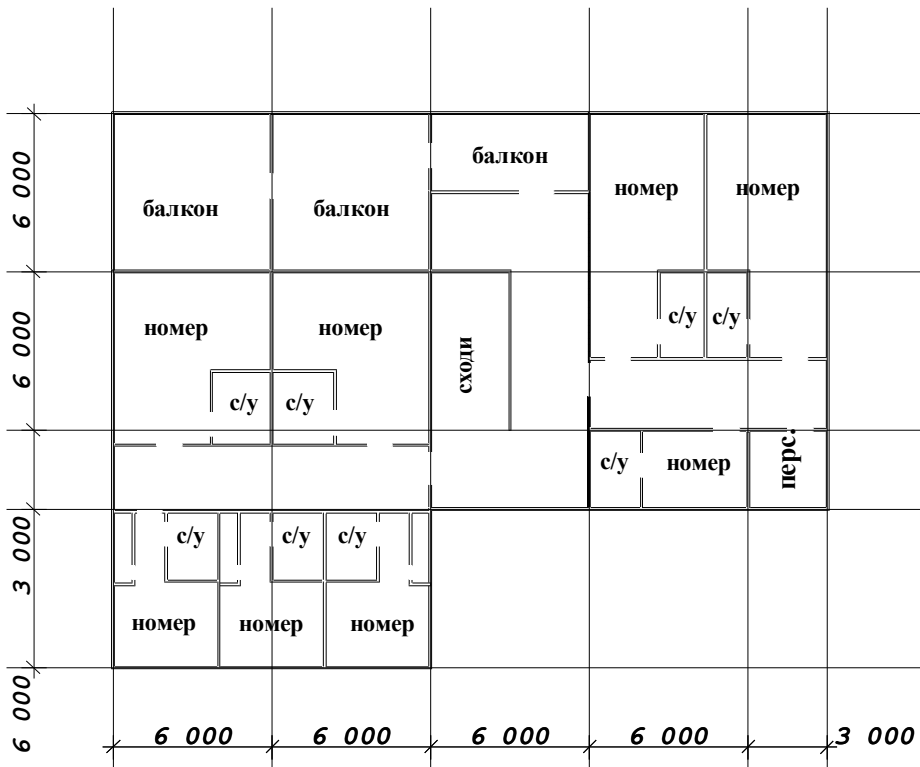 балкон
номер
номер
балкон
балкон
6 000
с/у
с/у
номер
номер
сходи
6 000
с/у
с/у
с/у
номер
перс.
с/у
с/у
с/у
3 000
номер
номер
номер
6 000
6 000
6 000
6 000
6 000
3 000